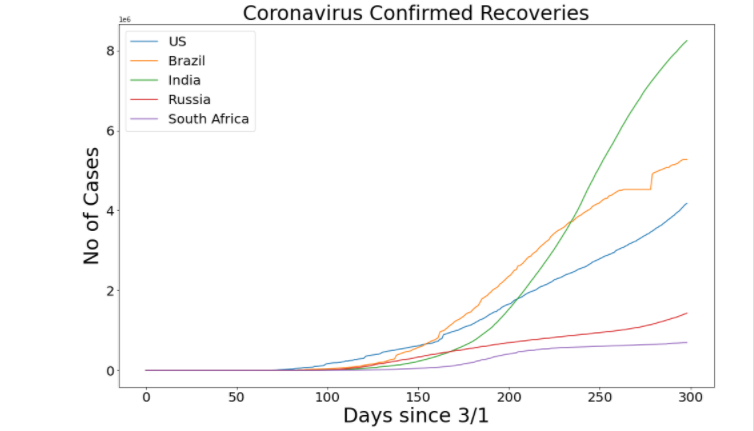 Coronavirus Confirmed Recoveries
1e6
US
Brazil
India
Russia
South Africa
8
6
4
2
0
No of Cases
0 50 100 150 200 250 300
Days since 3/1